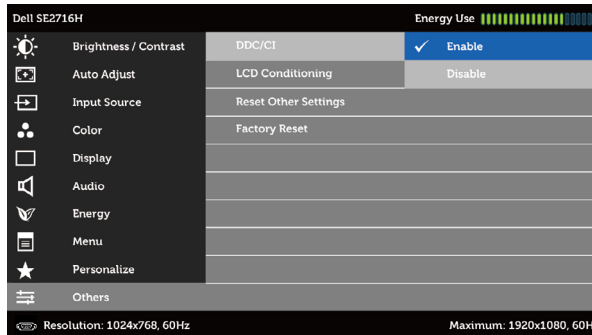 Dell SE2716H Energy Use
Brightness / Contrast DDC/CI Enable
Auto Adjust LCD Conditioning Disable
Input Source Reset Other Settings
Color Factory Reset
Display
Audio
Energy
Menu
Personalize
Others
Resolution: 1024x768, 60Hz Maximum: 1920x1080, 60H